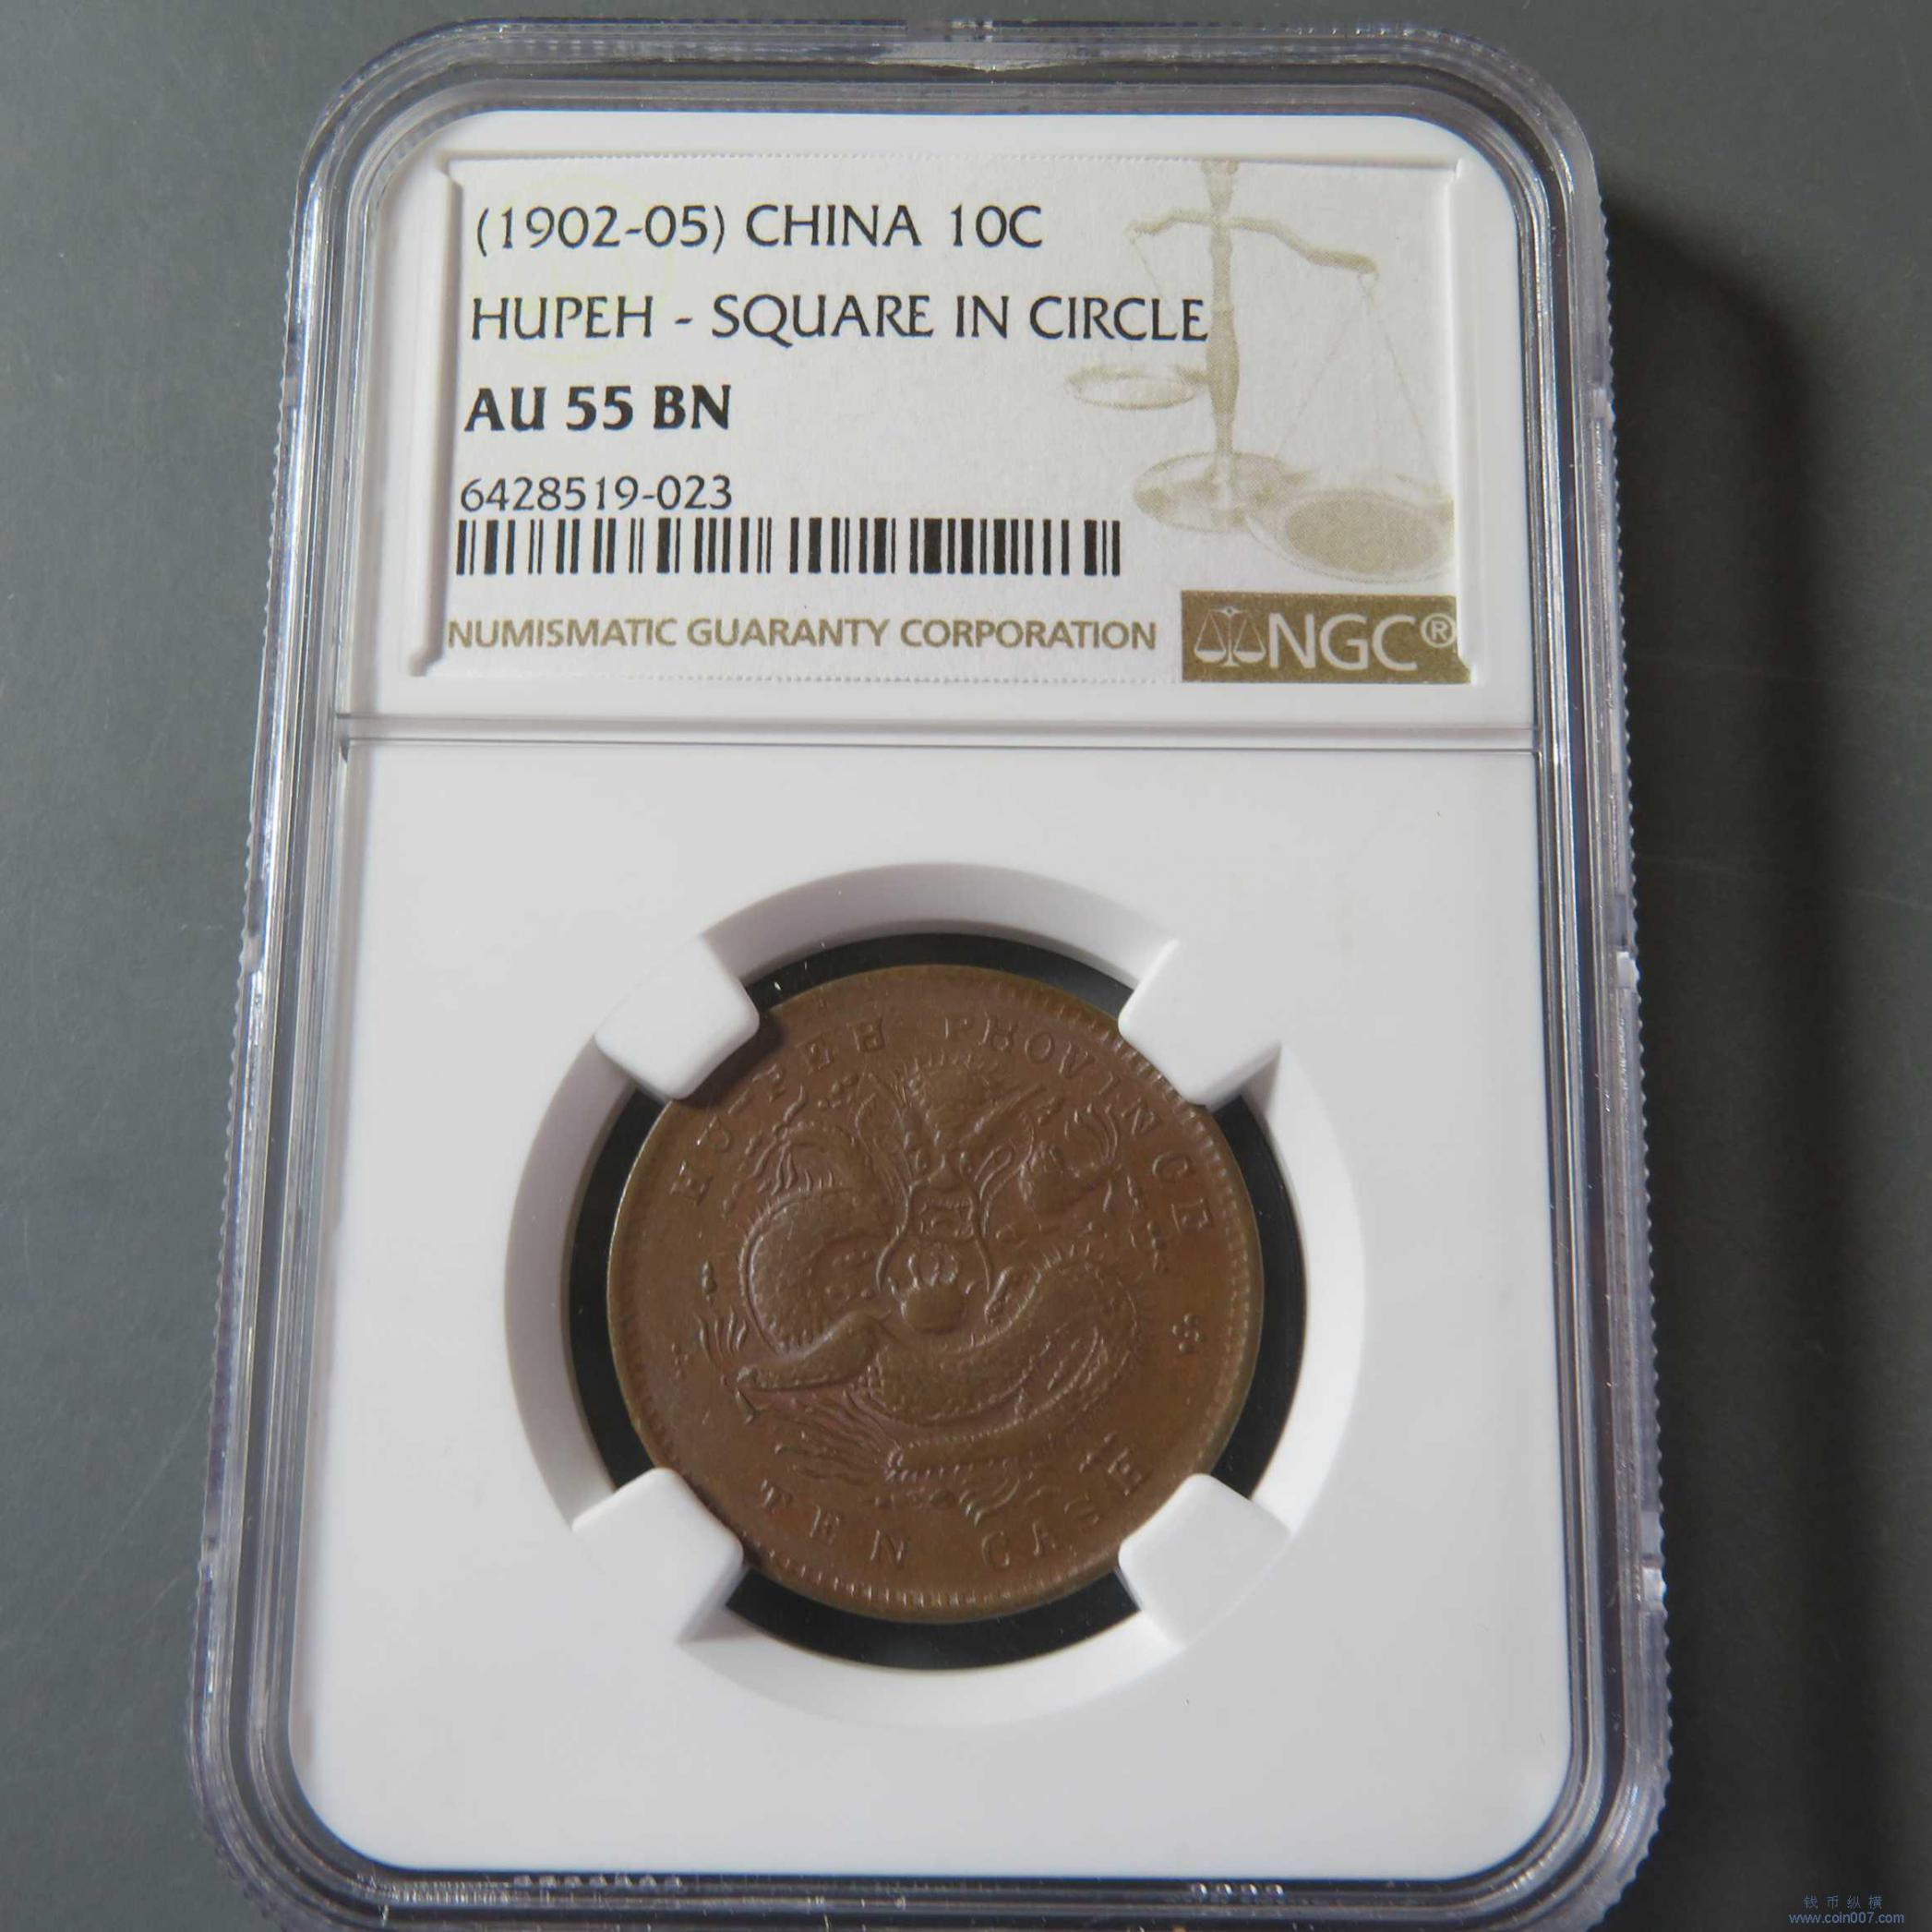 (1902-05) CHINA 10C
HUPEH - SQUARE IN CIRCLE
AU 55 BN
6428519-023
NUMISMATIC GUARANTY CORPORATION
NGC®
HU-PEH PROVINCE
TEN CASH
钱币纵横
www.coin007.com